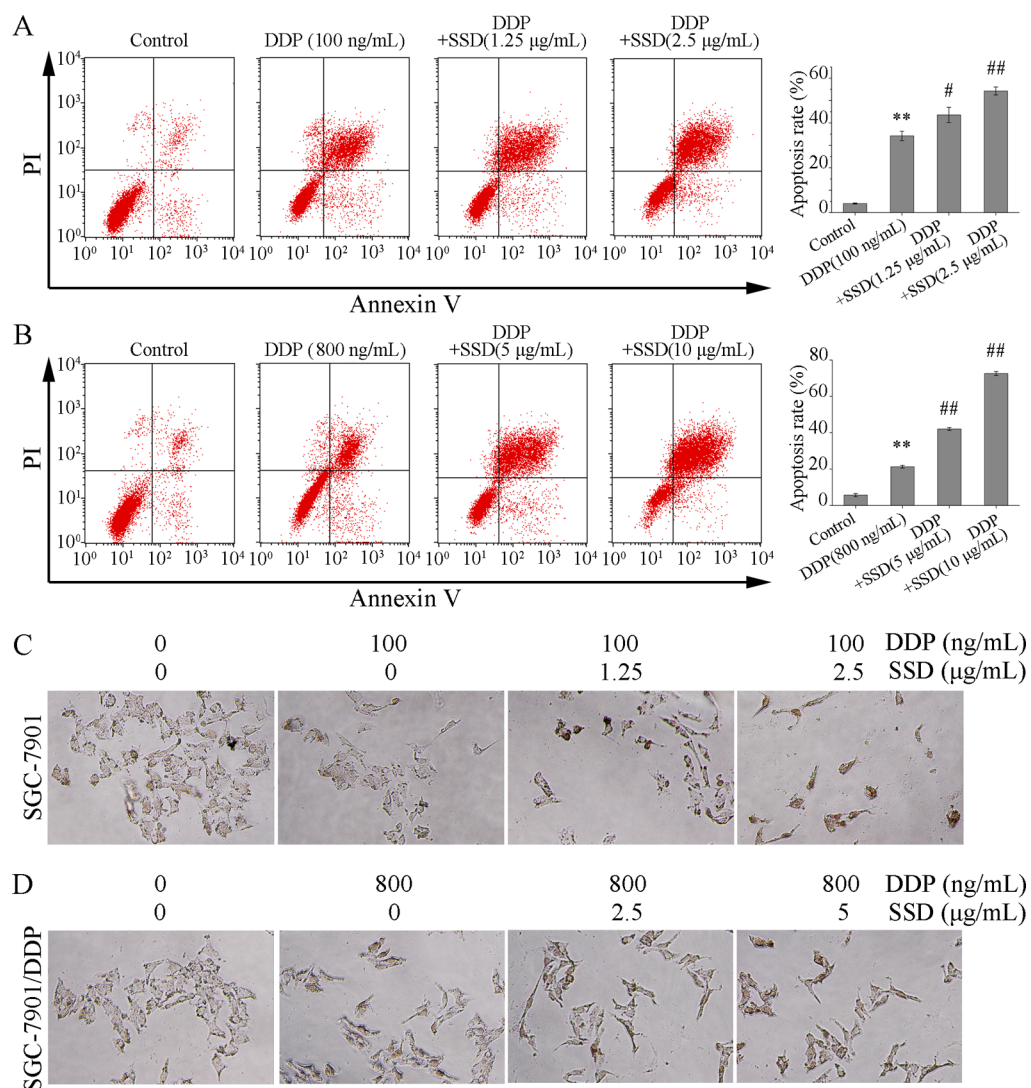 A
Control
DDP (100 ng/mL)
DDP
+SSD(1.25 μg/mL)
DDP
+SSD(2.5 μg/mL)
PI
10⁴
10³
10²
10¹
10⁰
10⁰ 10¹ 10² 10³ 10⁴
10⁰ 10¹ 10² 10³ 10⁴
10⁰ 10¹ 10² 10³ 10⁴
10⁰ 10¹ 10² 10³ 10⁴
Annexin V
Apoptosis rate (%)
60
40
20
0
**
#
##
Control
DDP(100 ng/mL)
DDP
+SSD(1.25 μg/mL)
DDP
+SSD(2.5 μg/mL)
B
Control
DDP (800 ng/mL)
DDP
+SSD(5 μg/mL)
DDP
+SSD(10 μg/mL)
PI
10⁴
10³
10²
10¹
10⁰
10⁰ 10¹ 10² 10³ 10⁴
10⁰ 10¹ 10² 10³ 10⁴
10⁰ 10¹ 10² 10³ 10⁴
10⁰ 10¹ 10² 10³ 10⁴
Annexin V
Apoptosis rate (%)
80
60
40
20
0
**
##
##
Control
DDP(800 ng/mL)
DDP
+SSD(5 μg/mL)
DDP
+SSD(10 μg/mL)
C
0 100 100 100 DDP (ng/mL)
0 0 1.25 2.5 SSD (μg/mL)
SGC-7901
D
0 800 800 800 DDP (ng/mL)
0 0 2.5 5 SSD (μg/mL)
SGC-7901/DDP